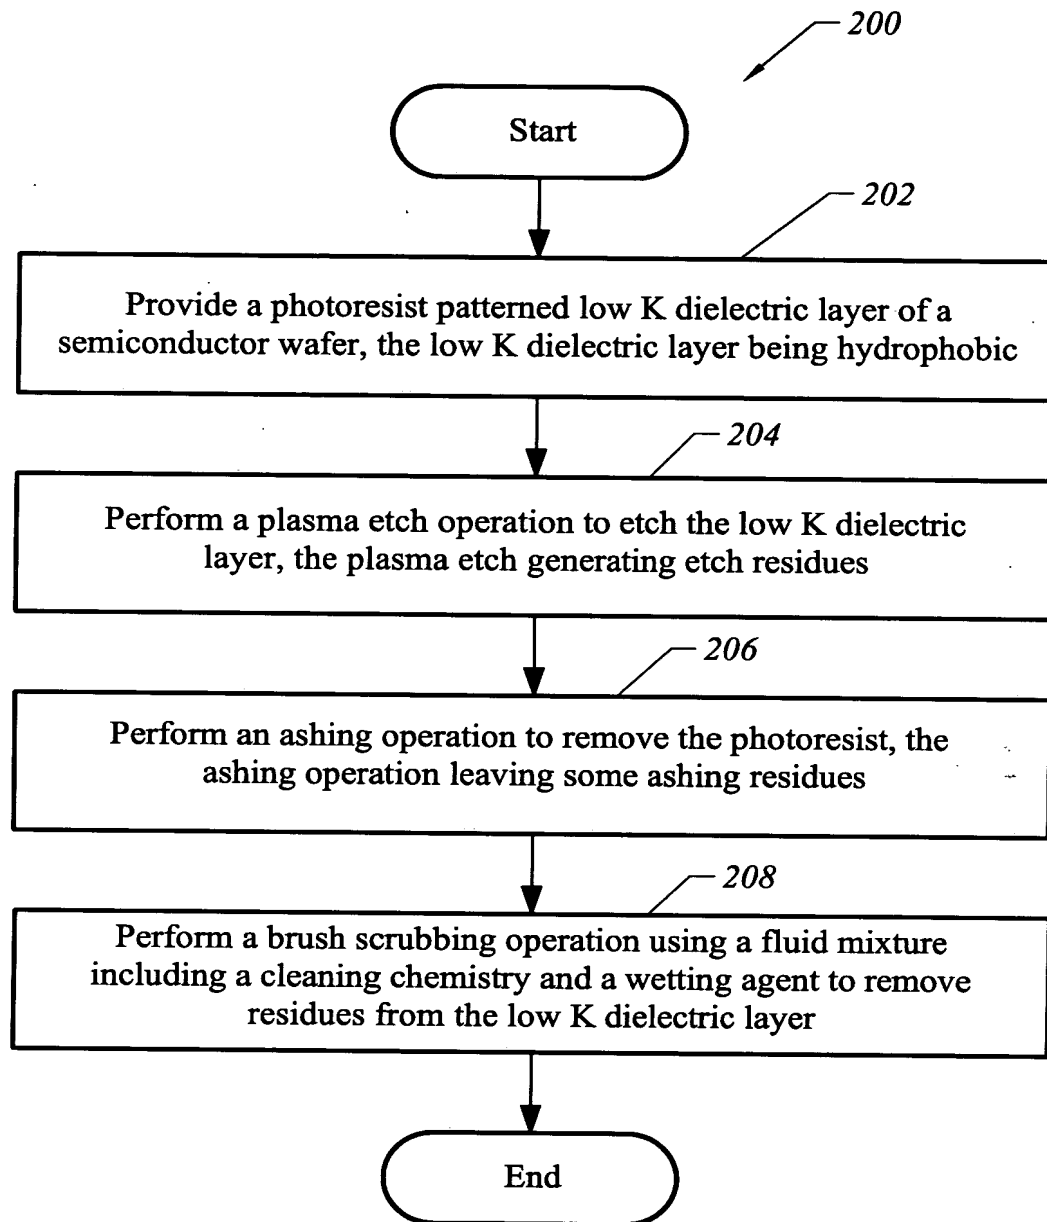 200
Start
202
Provide a photoresist patterned low K dielectric layer of a
semiconductor wafer, the low K dielectric layer being hydrophobic
204
Perform a plasma etch operation to etch the low K dielectric
layer, the plasma etch generating etch residues
206
Perform an ashing operation to remove the photoresist, the
ashing operation leaving some ashing residues
208
Perform a brush scrubbing operation using a fluid mixture
including a cleaning chemistry and a wetting agent to remove
residues from the low K dielectric layer
End